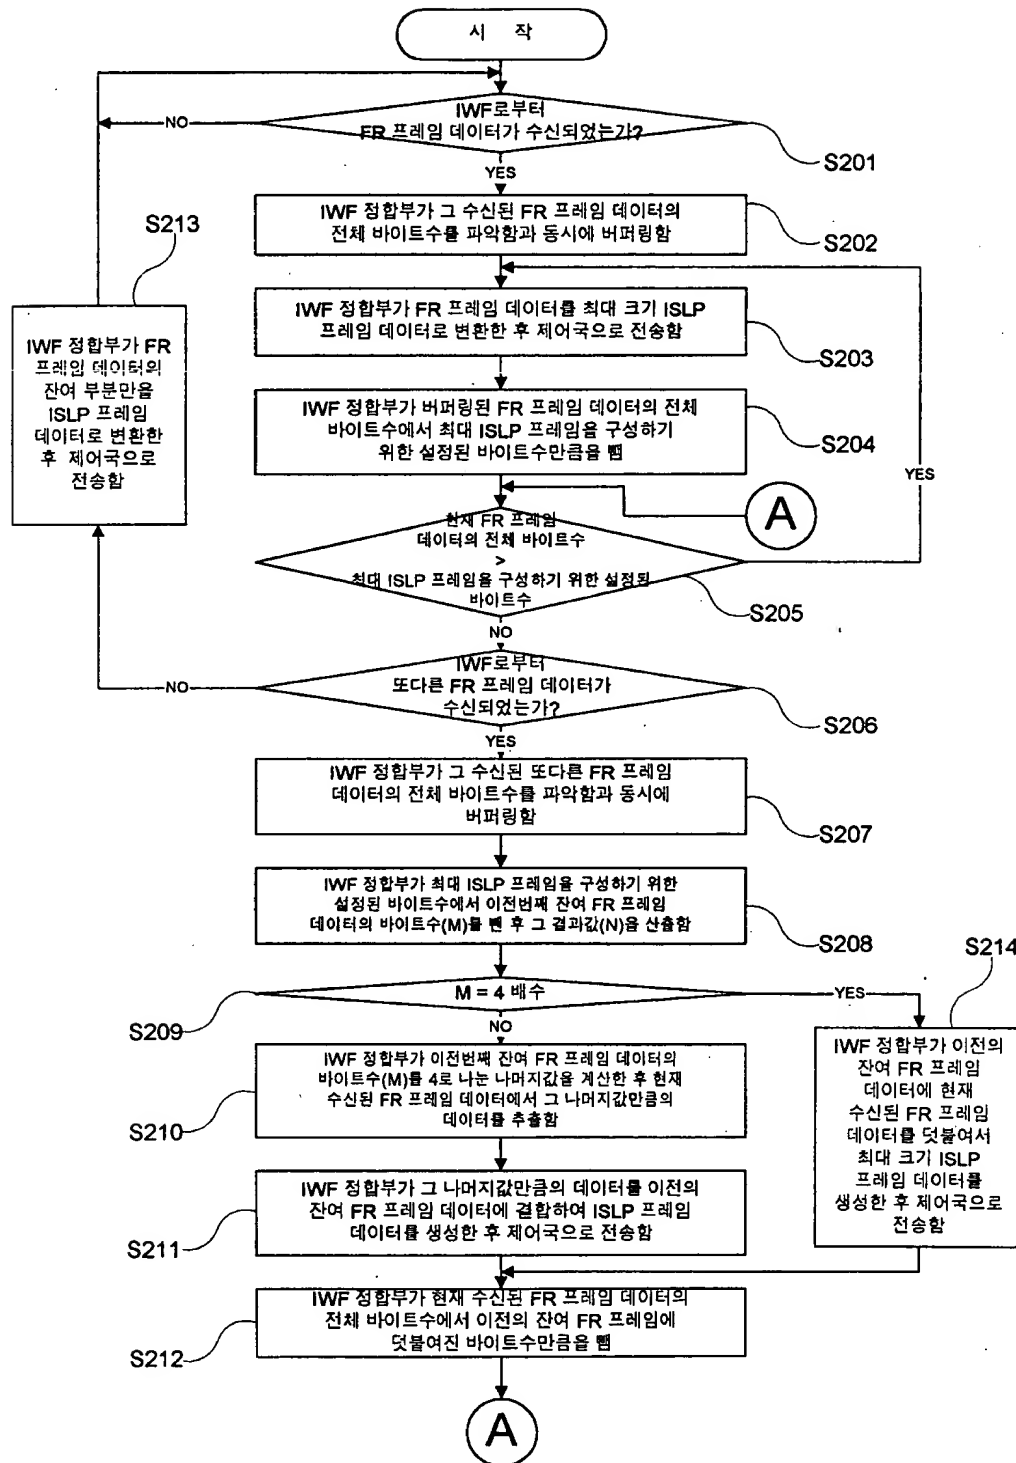 시 작
IWF로부터
FR 프레임 데이터가 수신되었는가?
NO
S201
YES
IWF 정합부가 그 수신된 FR 프레임 데이터의
전체 바이트수를 파악함과 동시에 버퍼링함
S202
S213
IWF 정합부가 FR
프레임 데이터의
잔여 부분만을
ISLP 프레임
데이터로 변환한
후 제어국으로
전송함
IWF 정합부가 FR 프레임 데이터를 최대 크기 ISLP
프레임 데이터로 변환한 후 제어국으로 전송함
S203
IWF 정합부가 버퍼링된 FR 프레임 데이터의 전체
바이트수에서 최대 ISLP 프레임을 구성하기
위한 설정된 바이트수만큼을 뺌
S204
YES
A
현재 FR 프레임
데이터의 전체 바이트수
>
최대 ISLP 프레임을 구성하기 위한 설정된
바이트수
S205
NO
IWF로부터
또다른 FR 프레임 데이터가
수신되었는가?
NO
S206
YES
IWF 정합부가 그 수신된 또다른 FR 프레임
데이터의 전체 바이트수를 파악함과 동시에
버퍼링함
S207
IWF 정합부가 최대 ISLP 프레임을 구성하기 위한
설정된 바이트수에서 이전번째 잔여 FR 프레임
데이터의 바이트수(M)를 뺀 후 그 결과값(N)을 산출함
S208
M = 4 배수
S209
YES
S214
NO
IWF 정합부가 이전번째 잔여 FR 프레임 데이터의
바이트수(M)를 4로 나눈 나머지값을 계산한 후 현재
수신된 FR 프레임 데이터에서 그 나머지값만큼의
데이터를 추출함
S210
IWF 정합부가 이전의
잔여 FR 프레임
데이터에 현재
수신된 FR 프레임
데이터를 덧붙여서
최대 크기 ISLP
프레임 데이터를
생성한 후 제어국으로
전송함
IWF 정합부가 그 나머지값만큼의 데이터를 이전의
잔여 FR 프레임 데이터에 결합하여 ISLP 프레임
데이터를 생성한 후 제어국으로 전송함
S211
IWF 정합부가 현재 수신된 FR 프레임 데이터의
전체 바이트수에서 이전의 잔여 FR 프레임에
덧붙여진 바이트수만큼을 뺌
S212
A